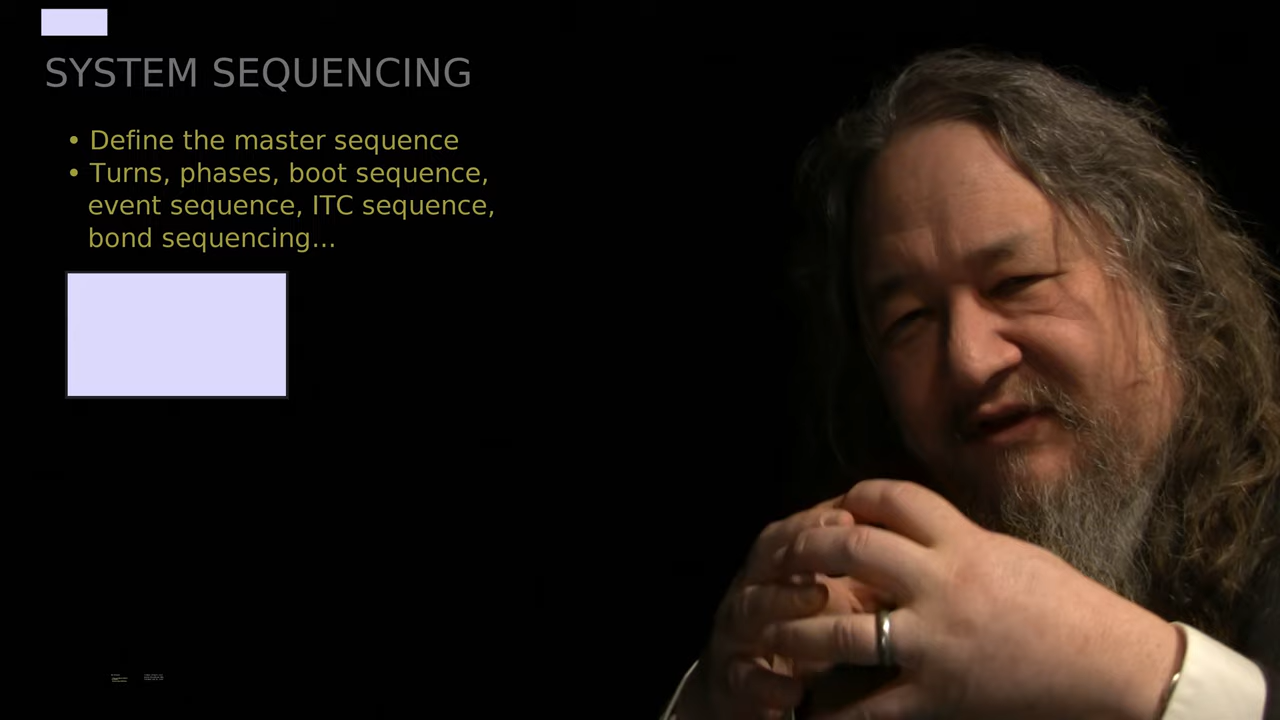 SYSTEM SEQUENCING
• Define the master sequence
• Turns, phases, boot sequence,
event sequence, ITC sequence,
bond sequencing...